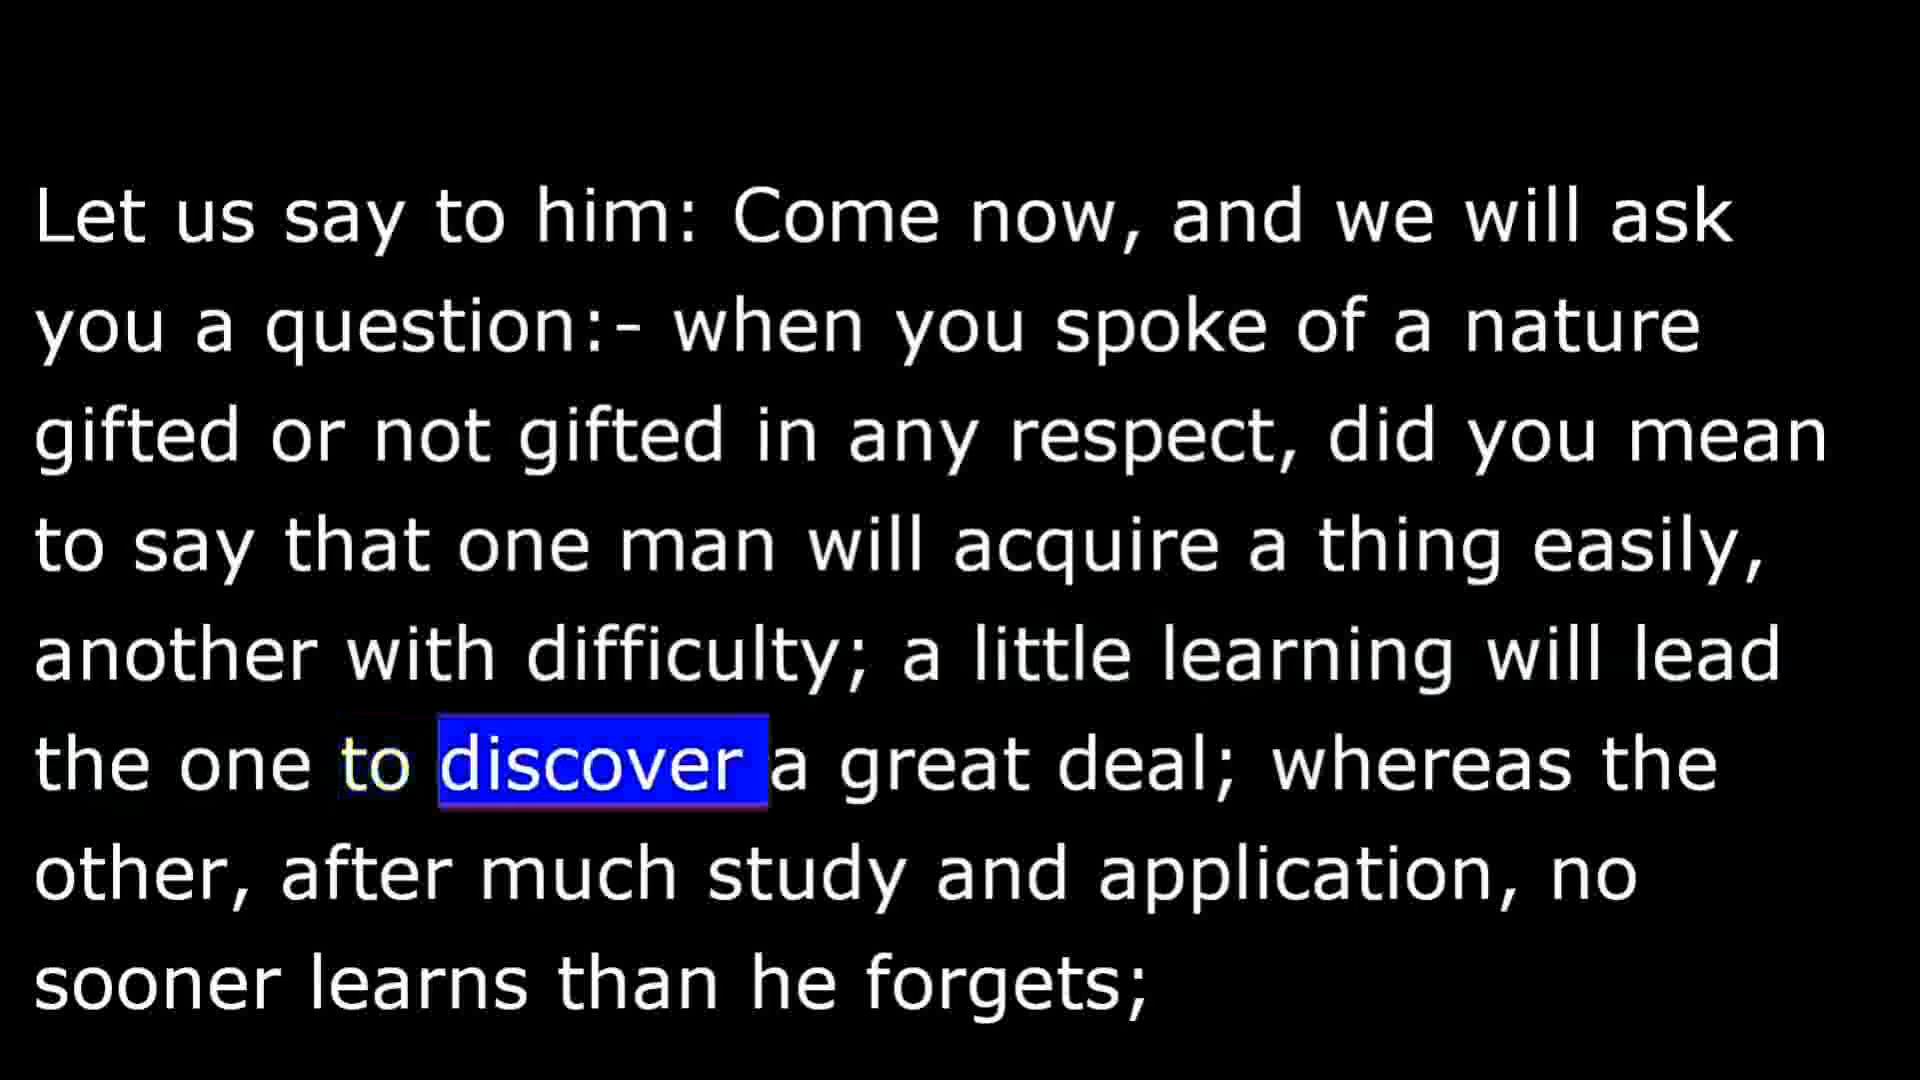 Let us say to him: Come now, and we will ask
you a question:- when you spoke of a nature
gifted or not gifted in any respect, did you mean
to say that one man will acquire a thing easily,
another with difficulty; a little learning will lead
the one to discover a great deal; whereas the
other, after much study and application, no
sooner learns than he forgets;